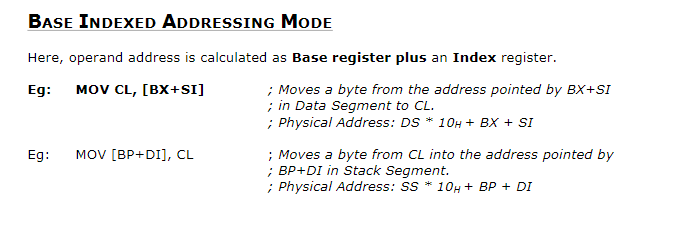 BASE INDEXED ADDRESSING MODE
Here, operand address is calculated as Base register plus an Index register.
Eg: MOV CL, [BX+SI] ; Moves a byte from the address pointed by BX+SI
; in Data Segment to CL.
; Physical Address: DS * 10H + BX + SI
Eg: MOV [BP+DI], CL ; Moves a byte from CL into the address pointed by
; BP+DI in Stack Segment.
; Physical Address: SS * 10H + BP + DI